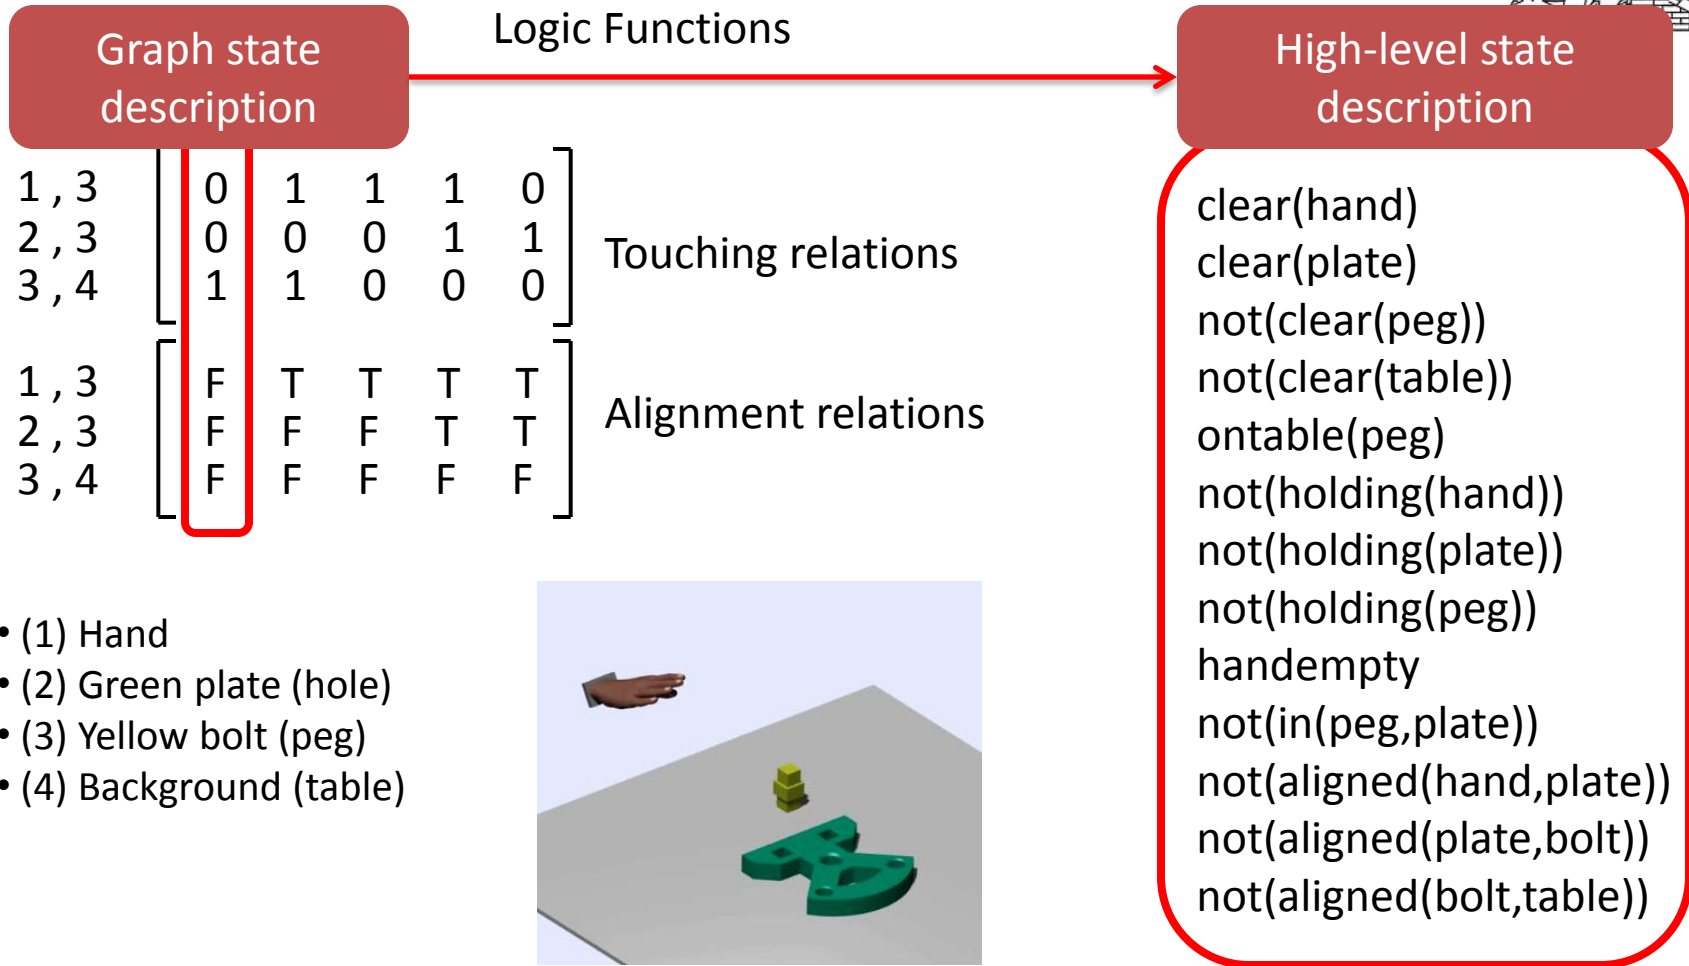 Graph state
description
Logic Functions
High-level state
description
1 , 3 0 1 1 1 0
2 , 3 0 0 0 1 1
3 , 4 1 1 0 0 0
Touching relations
1 , 3 F T T T T
2 , 3 F F F T T
3 , 4 F F F F F
Alignment relations
• (1) Hand
• (2) Green plate (hole)
• (3) Yellow bolt (peg)
• (4) Background (table)
clear(hand)
clear(plate)
not(clear(peg))
not(clear(table))
ontable(peg)
not(holding(hand))
not(holding(plate))
not(holding(peg))
handempty
not(in(peg,plate))
not(aligned(hand,plate))
not(aligned(plate,bolt))
not(aligned(bolt,table))